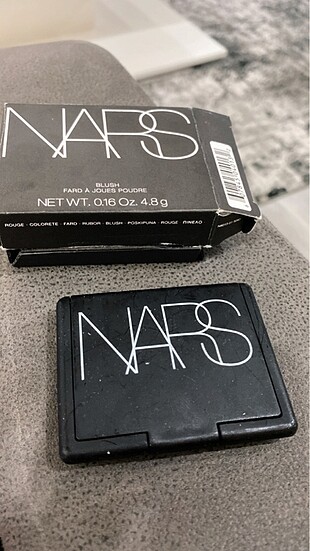 NARS
BLUSH
FARD À JOUES POUDRE
NET WT. 0.16 Oz. 4.8 g
ROUGE · COLORETE · FARD · RUBOR · BLUSH · POSKIPUNA · ROUGE
NARS